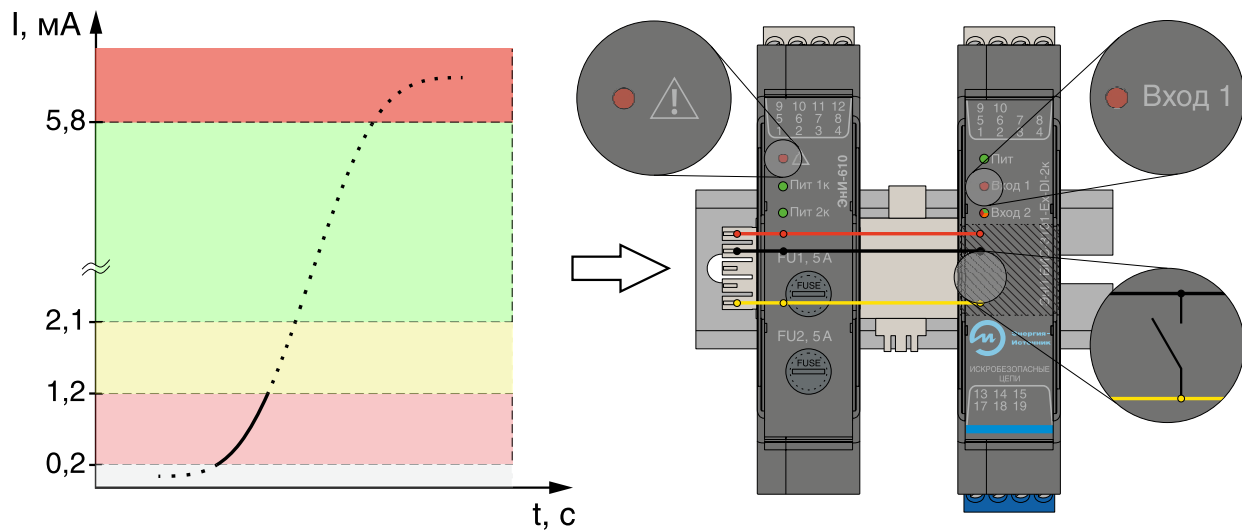 I, мА
5,8
2,1
1,2
0,2
t, с
⚠
9 10 11 12
5 6 7 8
1 2 3 4
⚠
Пит 1к
Пит 2к
ЭнИ-610
FU1, 5 A
FUSE
FU2, 5 A
FUSE
Вход 1
9 10
5 6 7 8
1 2 3 4
Пит
Вход 1
Вход 2
Энергия-
Источник
ИСКРОБЕЗОПАСНЫЕ
ЦЕПИ
13 14 15
17 18 19